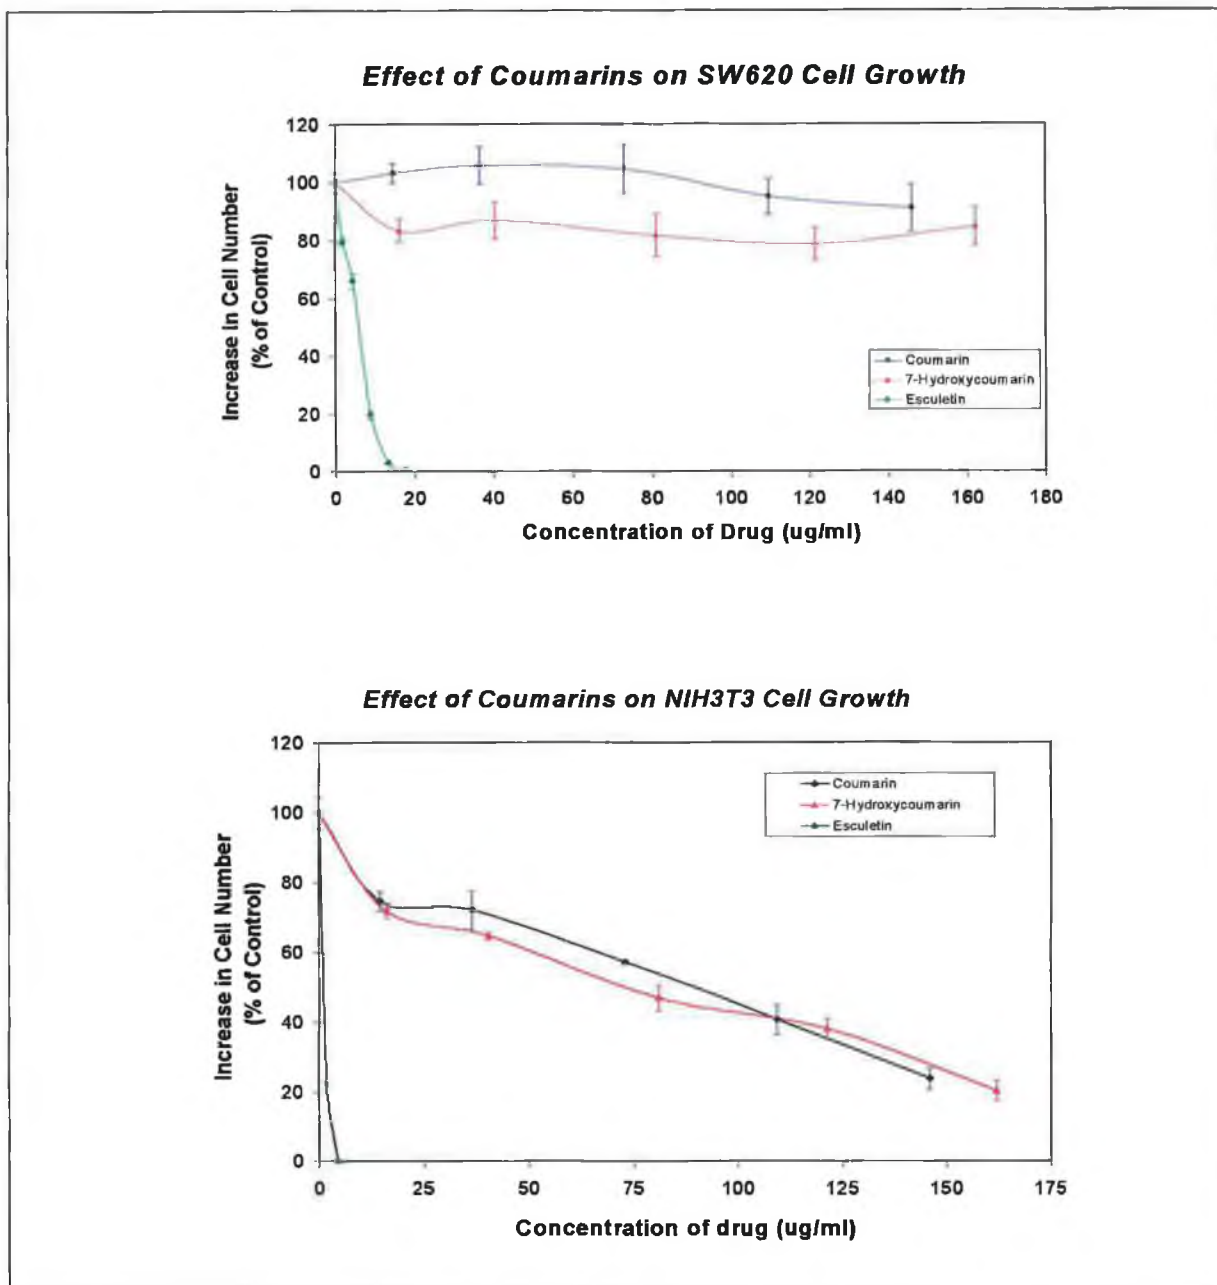 Effect of Coumarins on SW620 Cell Growth
Increase in Cell Number
(% of Control)
120
100
80
60
40
20
0
Coumarin
7-Hydroxycoumarin
Esculetin
0 20 40 60 80 100 120 140 160 180
Concentration of Drug (ug/ml)
Effect of Coumarins on NIH3T3 Cell Growth
Increase in Cell Number
(% of Control)
120
100
80
60
40
20
0
Coumarin
7-Hydroxycoumarin
Esculetin
0 25 50 75 100 125 150 175
Concentration of drug (ug/ml)